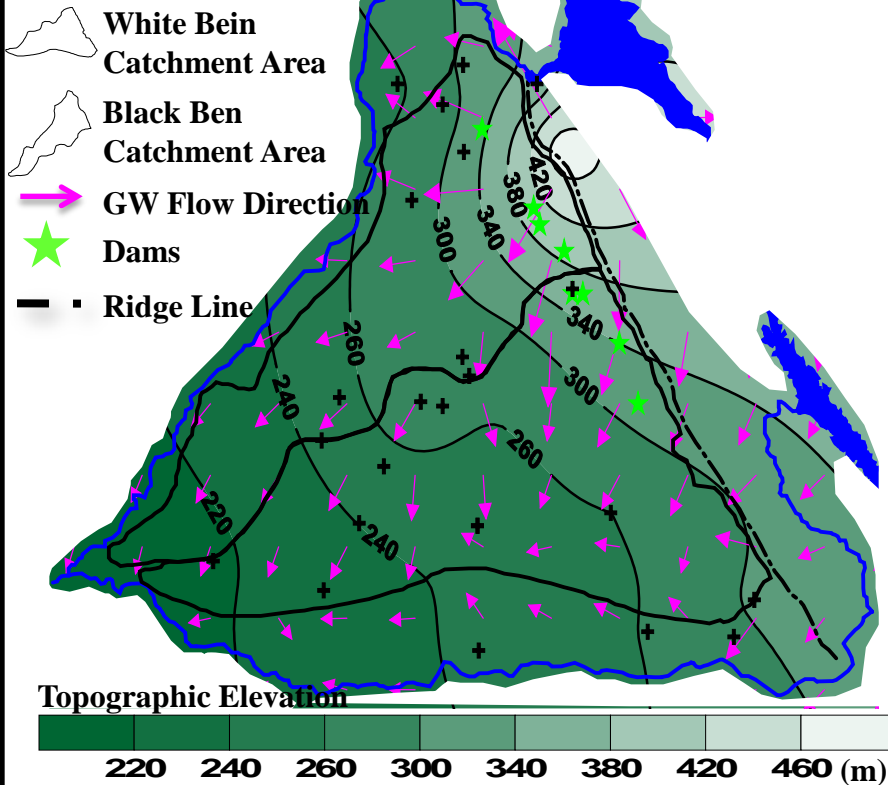 White Bein
Catchment Area
Black Ben
Catchment Area
GW Flow Direction
Dams
Ridge Line
420
380
340
300
340
260
300
240
260
220
240
Topographic Elevation
220 240 260 300 340 380 420 460 (m)